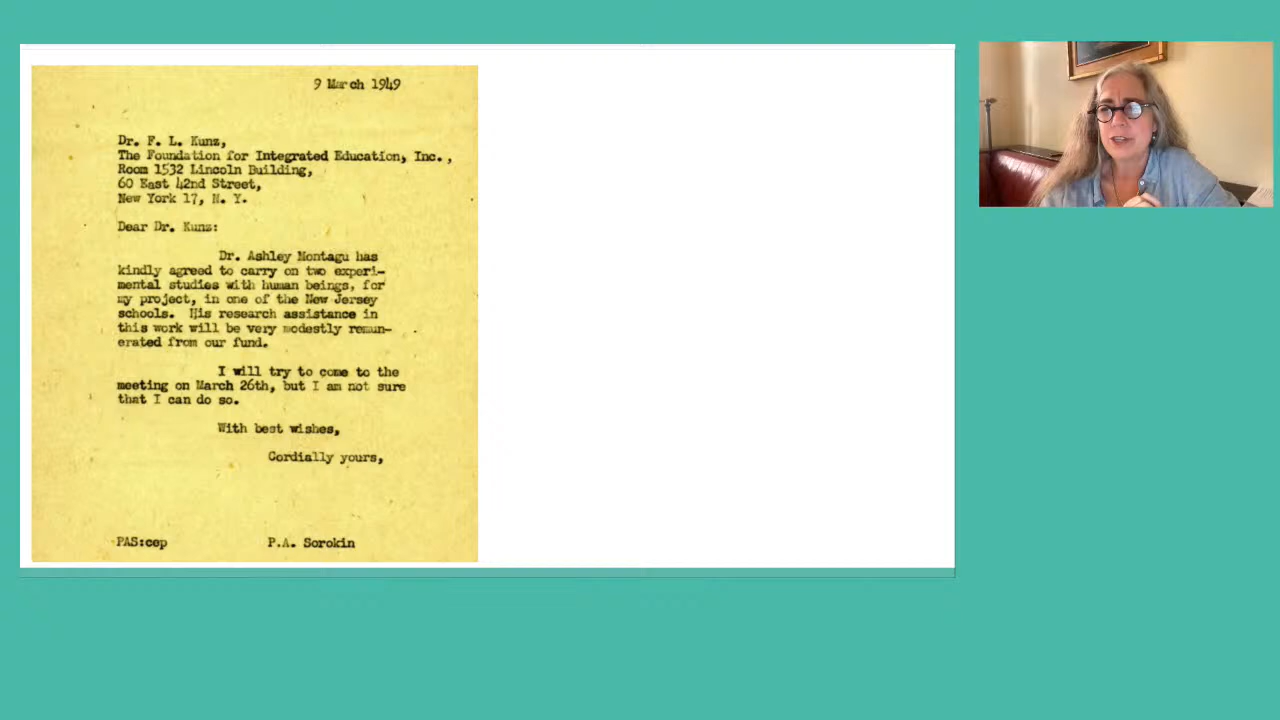 9 March 1949
Dr. F. L. Kunz,
The Foundation for Integrated Education, Inc.,
Room 1532 Lincoln Building,
60 East 42nd Street,
New York 17, N. Y.
Dear Dr. Kunz:
Dr. Ashley Montagu has
kindly agreed to carry on two experi-
mental studies with human beings, for
my project, in one of the New Jersey
schools. His research assistance in
this work will be very modestly remun-
erated from our fund.
I will try to come to the
meeting on March 26th, but I am not sure
that I can do so.
With best wishes,
Cordially yours,
PAS:cep P.A. Sorokin